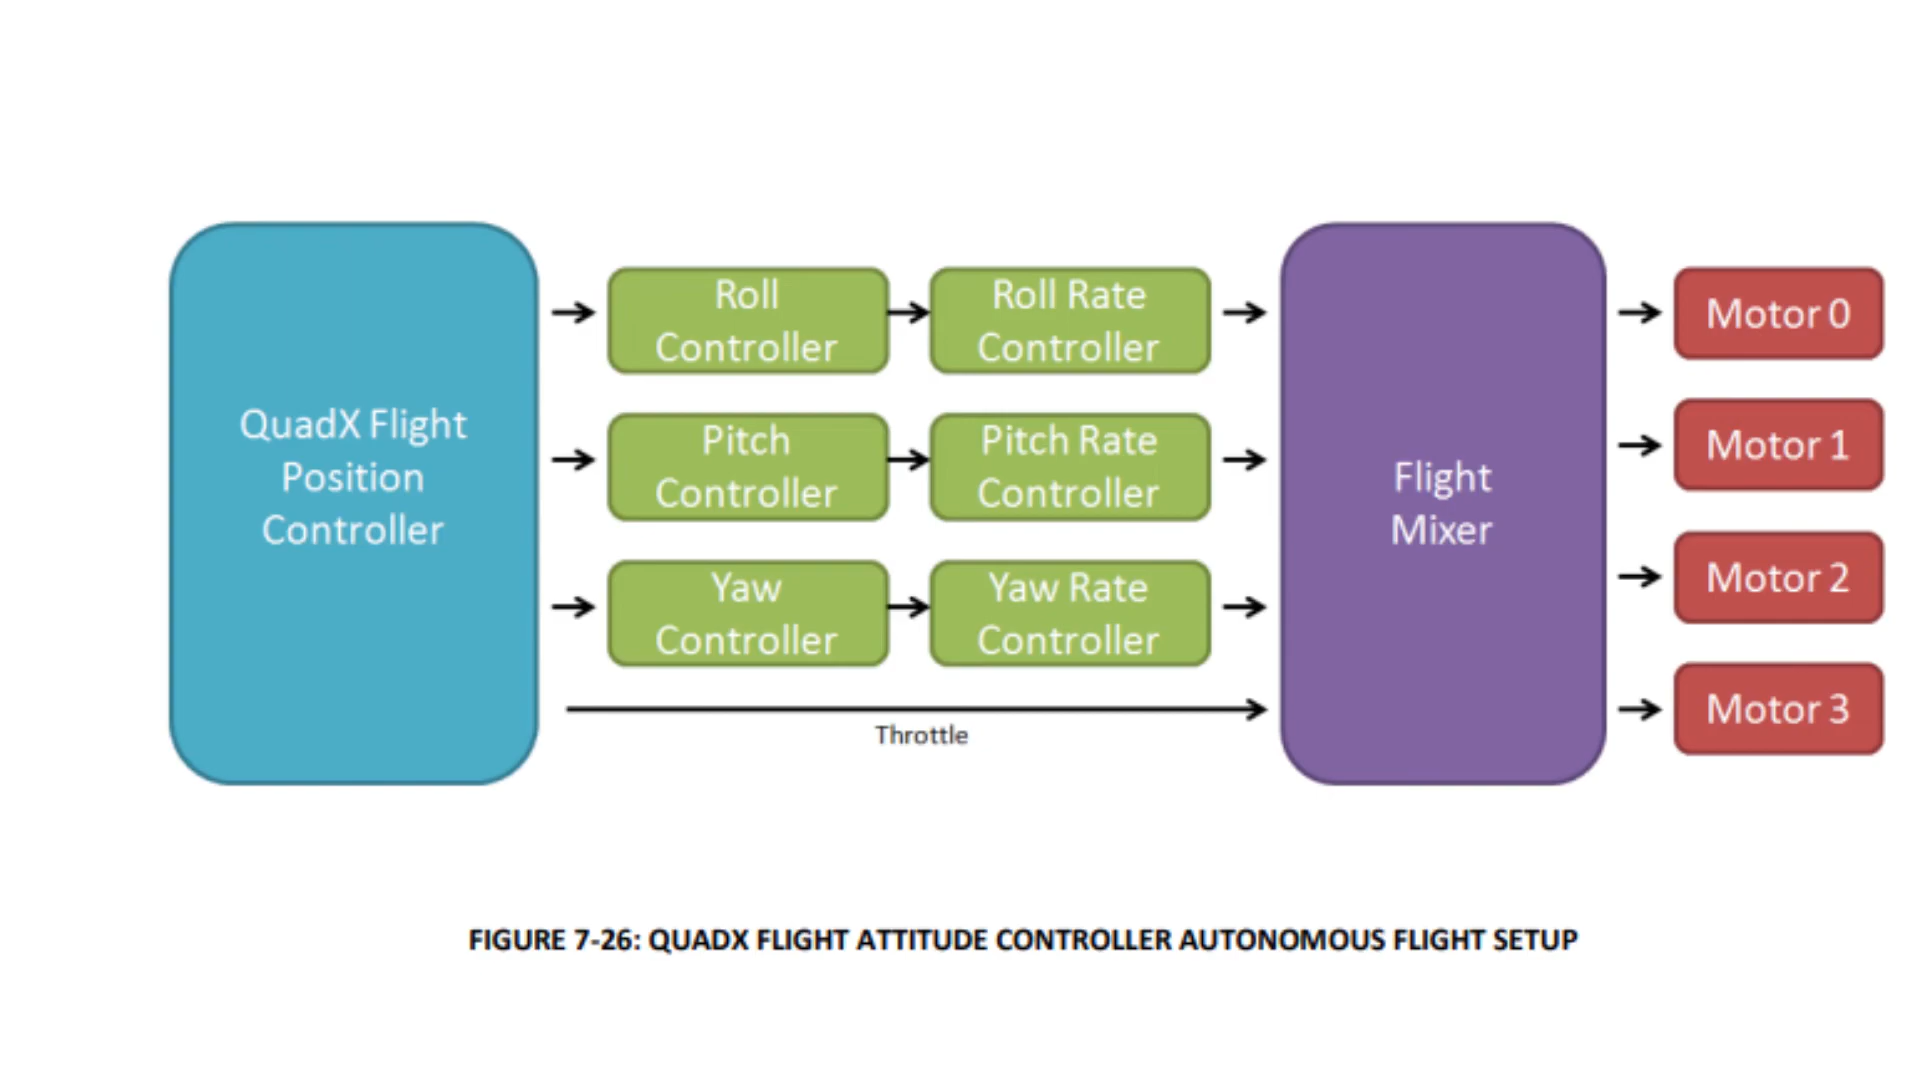 QuadX Flight
Position
Controller
Roll
Controller
Roll Rate
Controller
Pitch
Controller
Pitch Rate
Controller
Yaw
Controller
Yaw Rate
Controller
Throttle
Flight
Mixer
Motor 0
Motor 1
Motor 2
Motor 3
FIGURE 7-26: QUADX FLIGHT ATTITUDE CONTROLLER AUTONOMOUS FLIGHT SETUP